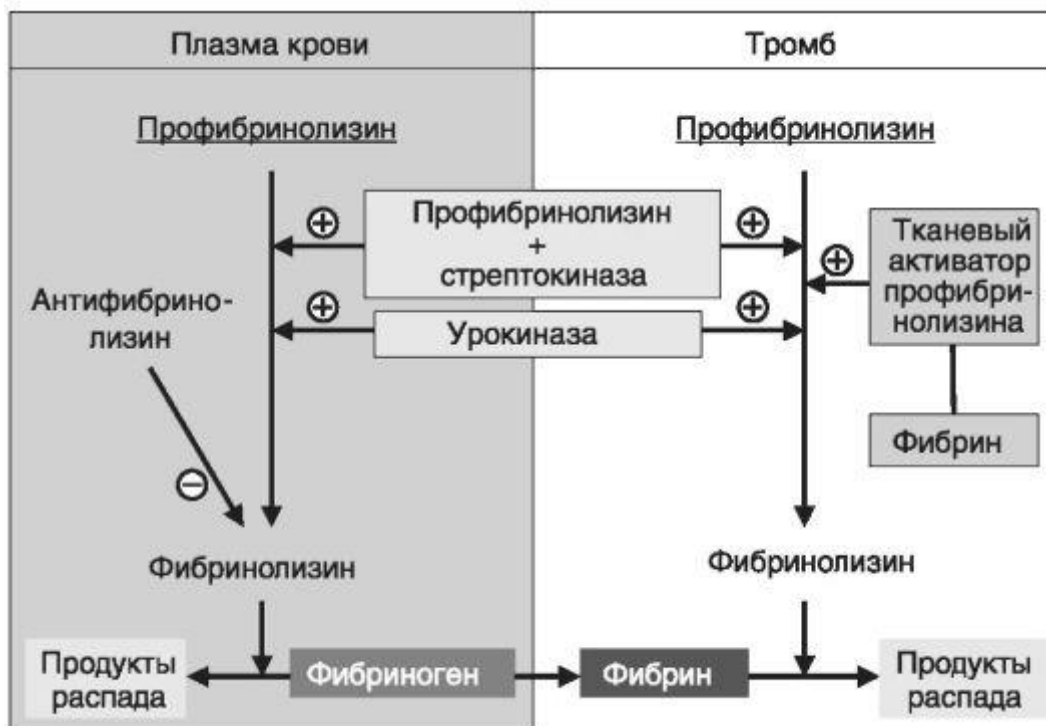 Плазма крови
Тромб
Профибринолизин
Профибринолизин
Профибринолизин
+
стрептокиназа
+
+
Тканевый
активатор
профибри-
нолизина
+
Антифибрино-
лизин
Урокиназа
+
+
Фибрин
−
Фибринолизин
Фибринолизин
Продукты
распада
Фибриноген
Фибрин
Продукты
распада